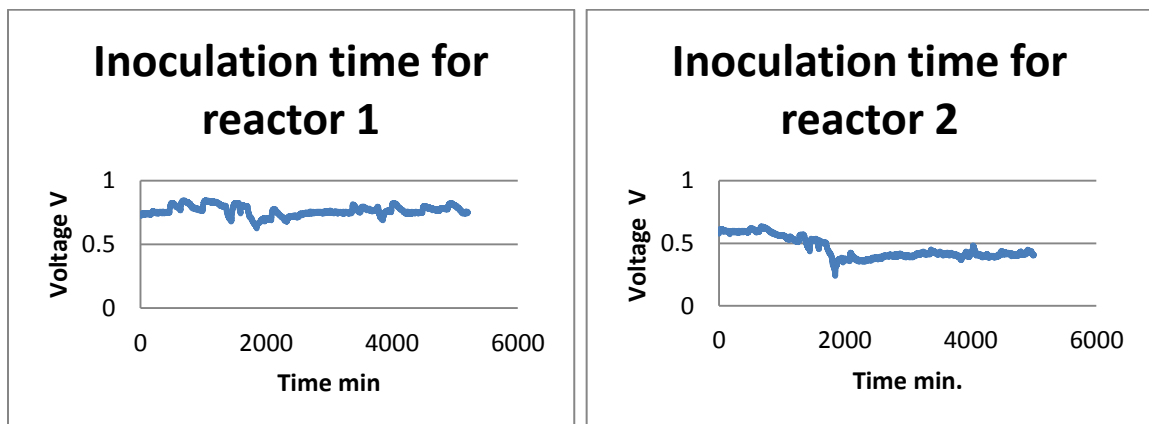 Inoculation time for
reactor 1
Voltage V
1
0.5
0
0
2000
4000
6000
Time min
Inoculation time for
reactor 2
Voltage  V
1
0.5
0
0
2000
4000
6000
Time min.